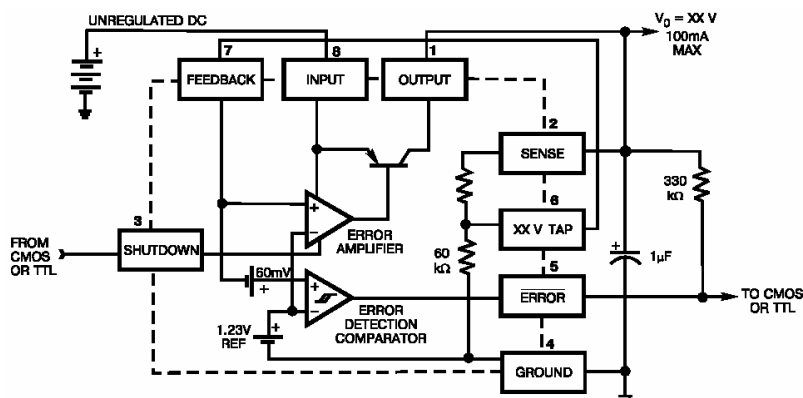 UNREGULATED DC
V0 = XX V
100mA
MAX
7
8
1
+
FEEDBACK
INPUT
OUTPUT
2
SENSE
330
kΩ
6
XX V TAP
3
SHUTDOWN
FROM
CMOS
OR TTL
+
−
ERROR
AMPLIFIER
60
kΩ
+
1μF
5
ERROR
60mV
+
+
−
ERROR
DETECTION
COMPARATOR
TO CMOS
OR TTL
1.23V
REF
+
4
GROUND